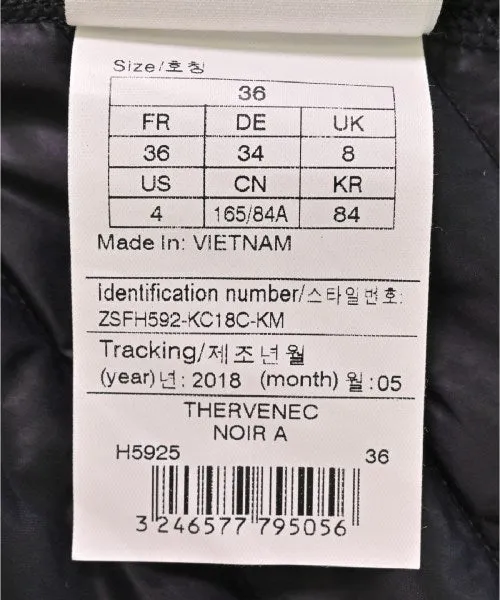 Size/호칭
36
FR DE UK
36 34 8
US CN KR
4 165/84A 84
Made In: VIETNAM
Identification number/스타일번호:
ZSFH592-KC18C-KM
Tracking/제조년월
(year)년: 2018 (month) 월:05
THERVENEC
NOIR A
H5925 36
3 246577 795056